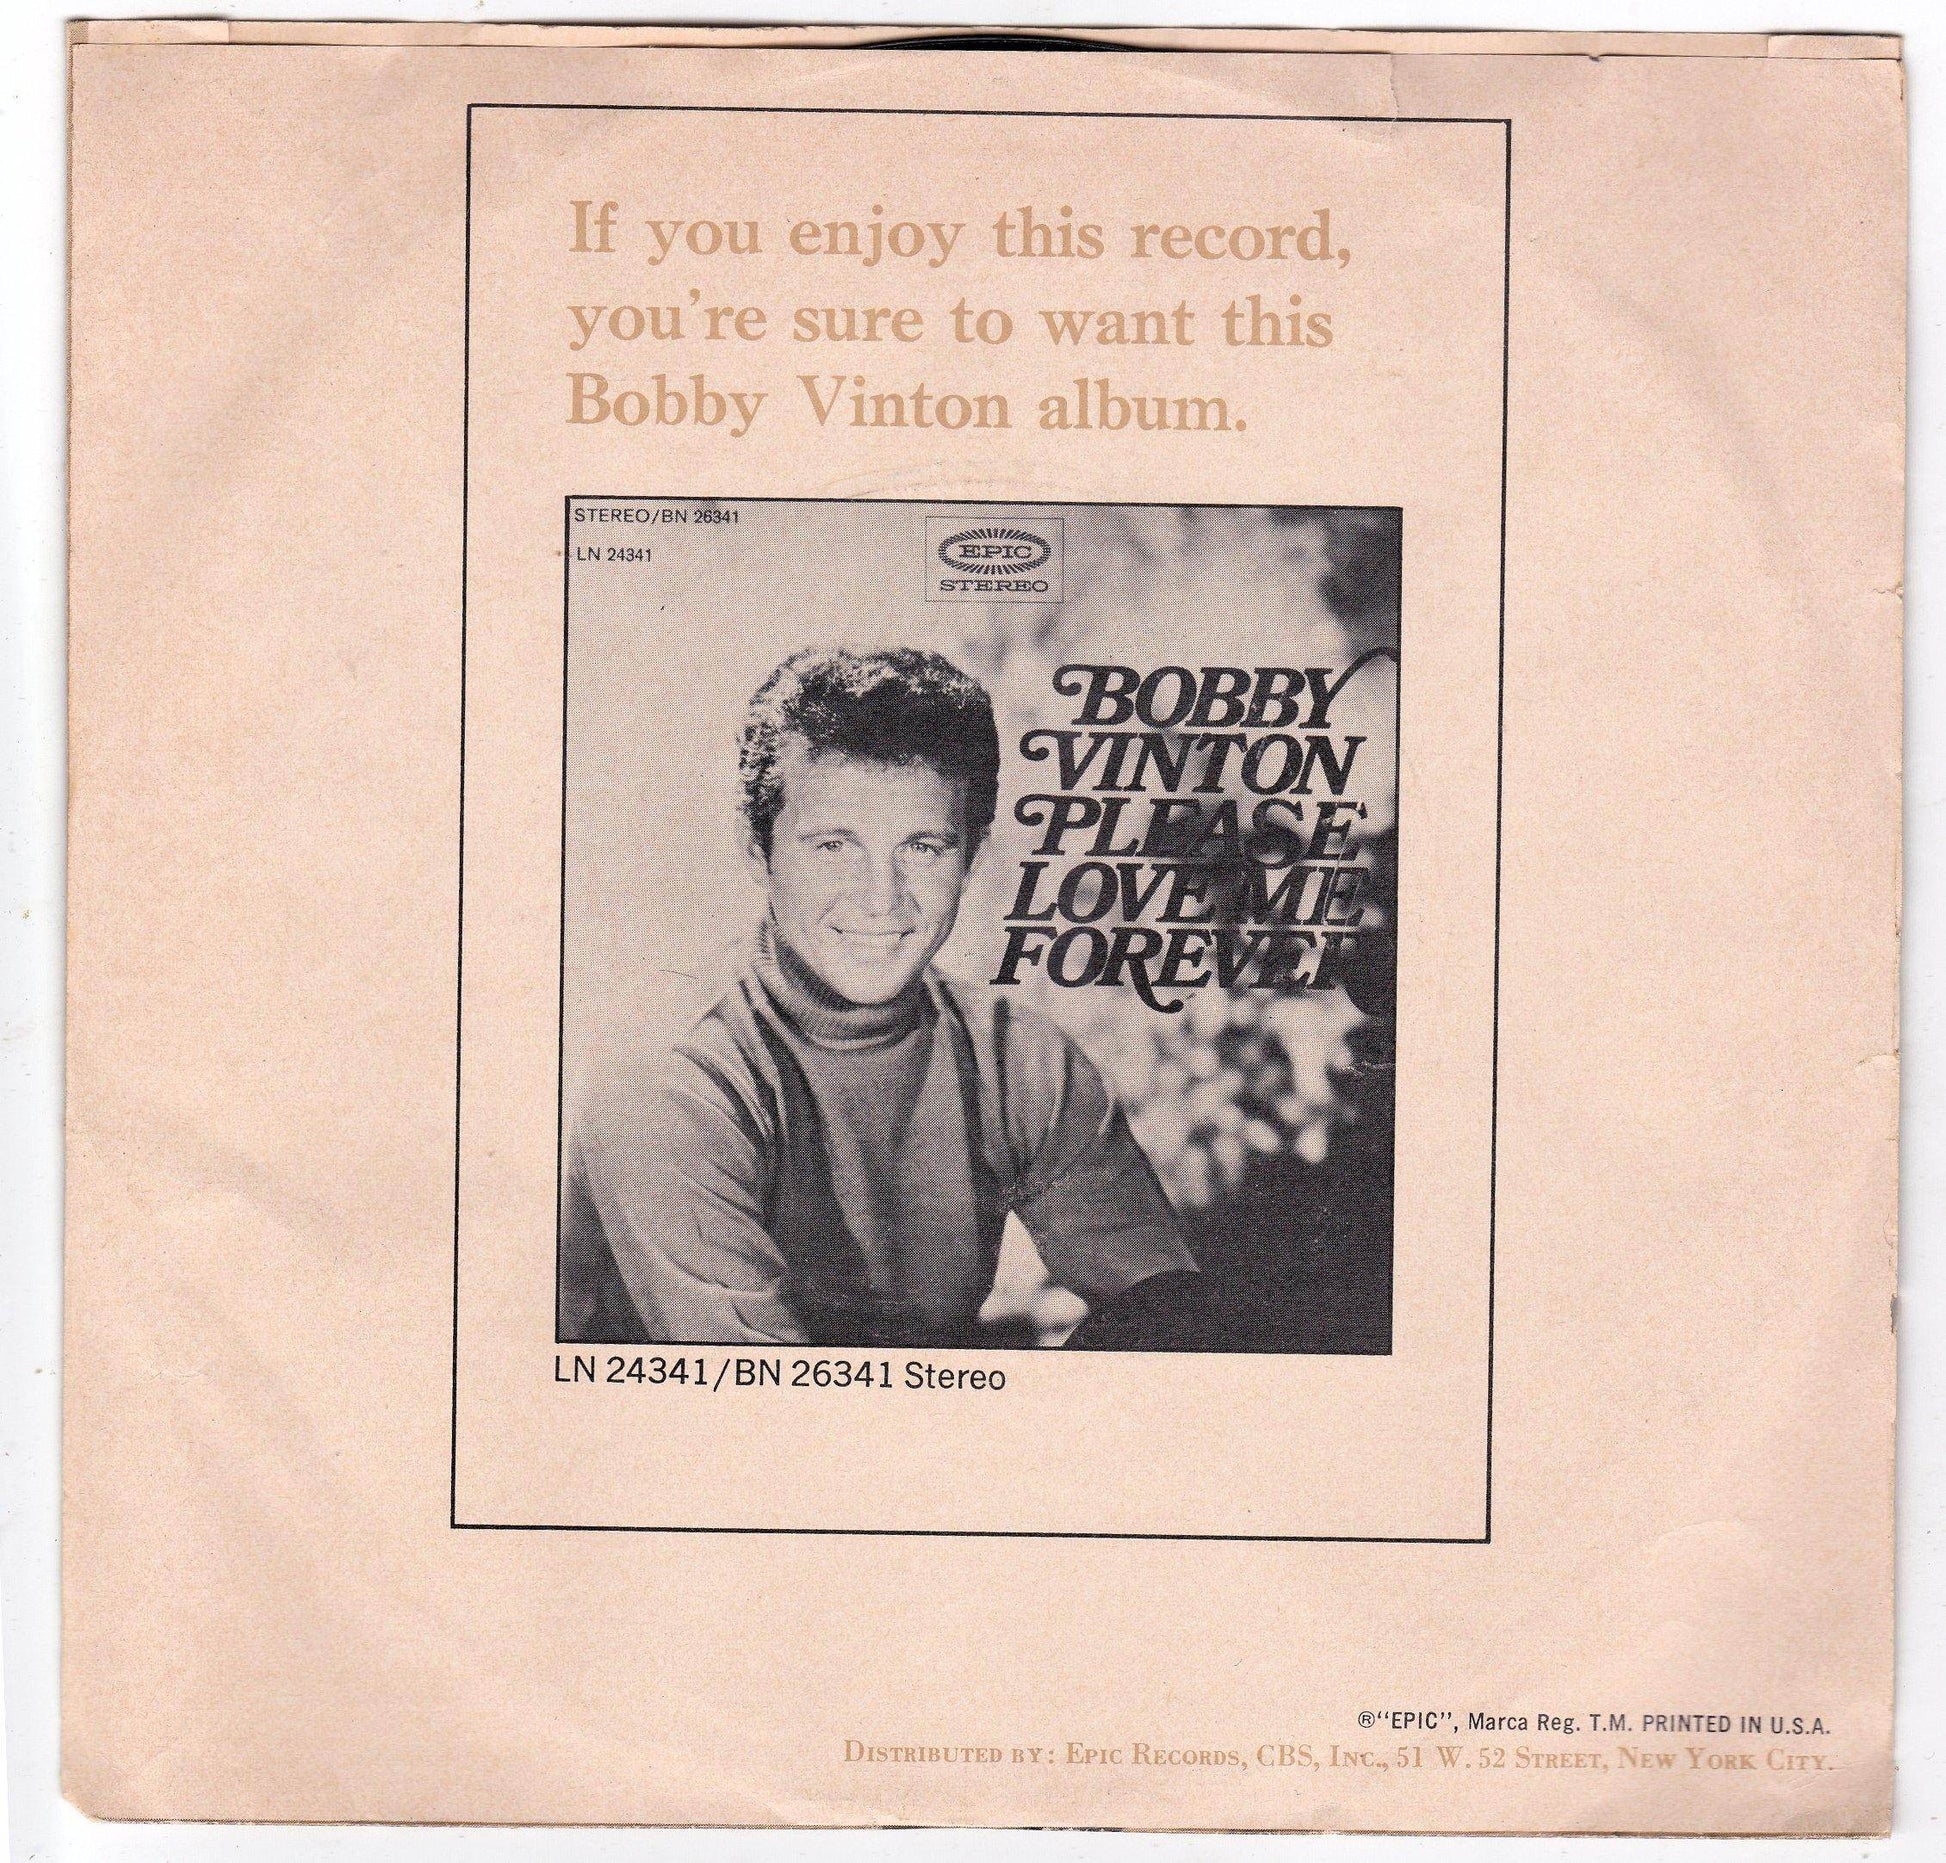 If you enjoy this record,
you're sure to want this
Bobby Vinton album.
STEREO/BN 26341
LN 24341
EPIC
STEREO
BOBBY
VINTON
PLEASE
LOVE ME
FOREVER
LN 24341/BN 26341 Stereo
®“EPIC”, Marca Reg. T.M. PRINTED IN U.S.A.
DISTRIBUTED BY: EPIC RECORDS, CBS, INC., 51 W. 52 STREET, NEW YORK CITY.